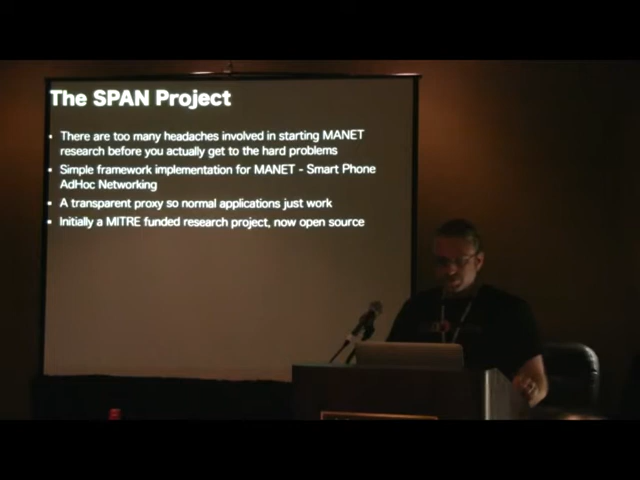 The SPAN Project
• There are too many headaches involved in starting MANET
research before you actually get to the hard problems
• Simple framework implementation for MANET - Smart Phone
AdHoc Networking
• A transparent proxy so normal applications just work
• Initially a MITRE funded research project, now open source